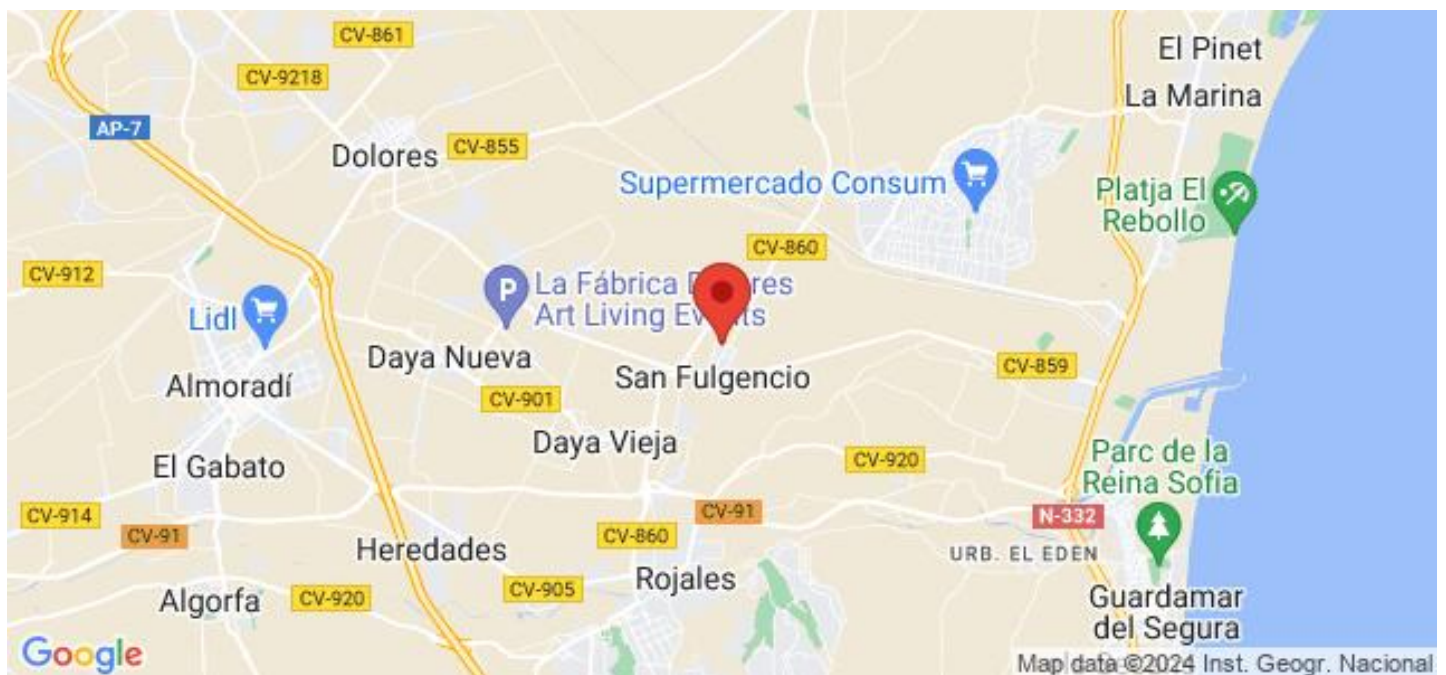 CV-861
El Pinet
CV-9218
La Marina
AP-7
Dolores
CV-855
Supermercado Consum
Platja El
Rebollo
CV-860
CV-912
La Fábrica
Art Living
P
Lidl
Daya Nueva
San Fulgencio
CV-859
Almoradí
CV-901
Daya Vieja
Parc de la
Reina Sofia
El Gabato
CV-920
CV-914
CV-91
CV-91
N-332
CV-860
Heredades
URB. EL EDEN
Rojales
CV-905
Algorfa
CV-920
Guardamar
del Segura
Google
Map data ©2024 Inst. Geogr. Nacional